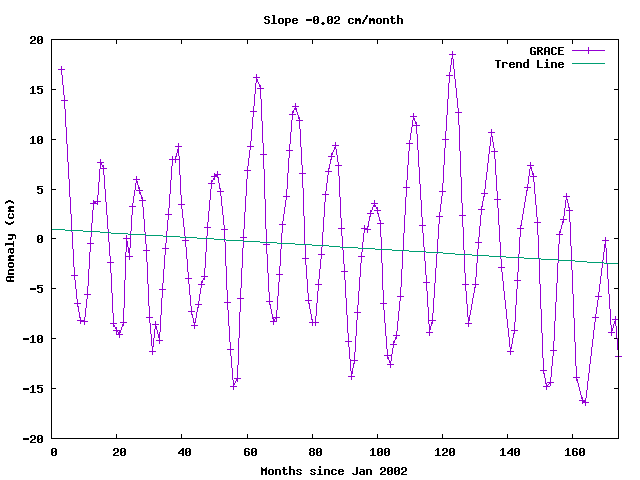 Slope -0.02 cm/month
GRACE
Trend Line
20
15
10
5
0
-5
-10
-15
-20
Anomaly (cm)
0 20 40 60 80 100 120 140 160
Months since Jan 2002